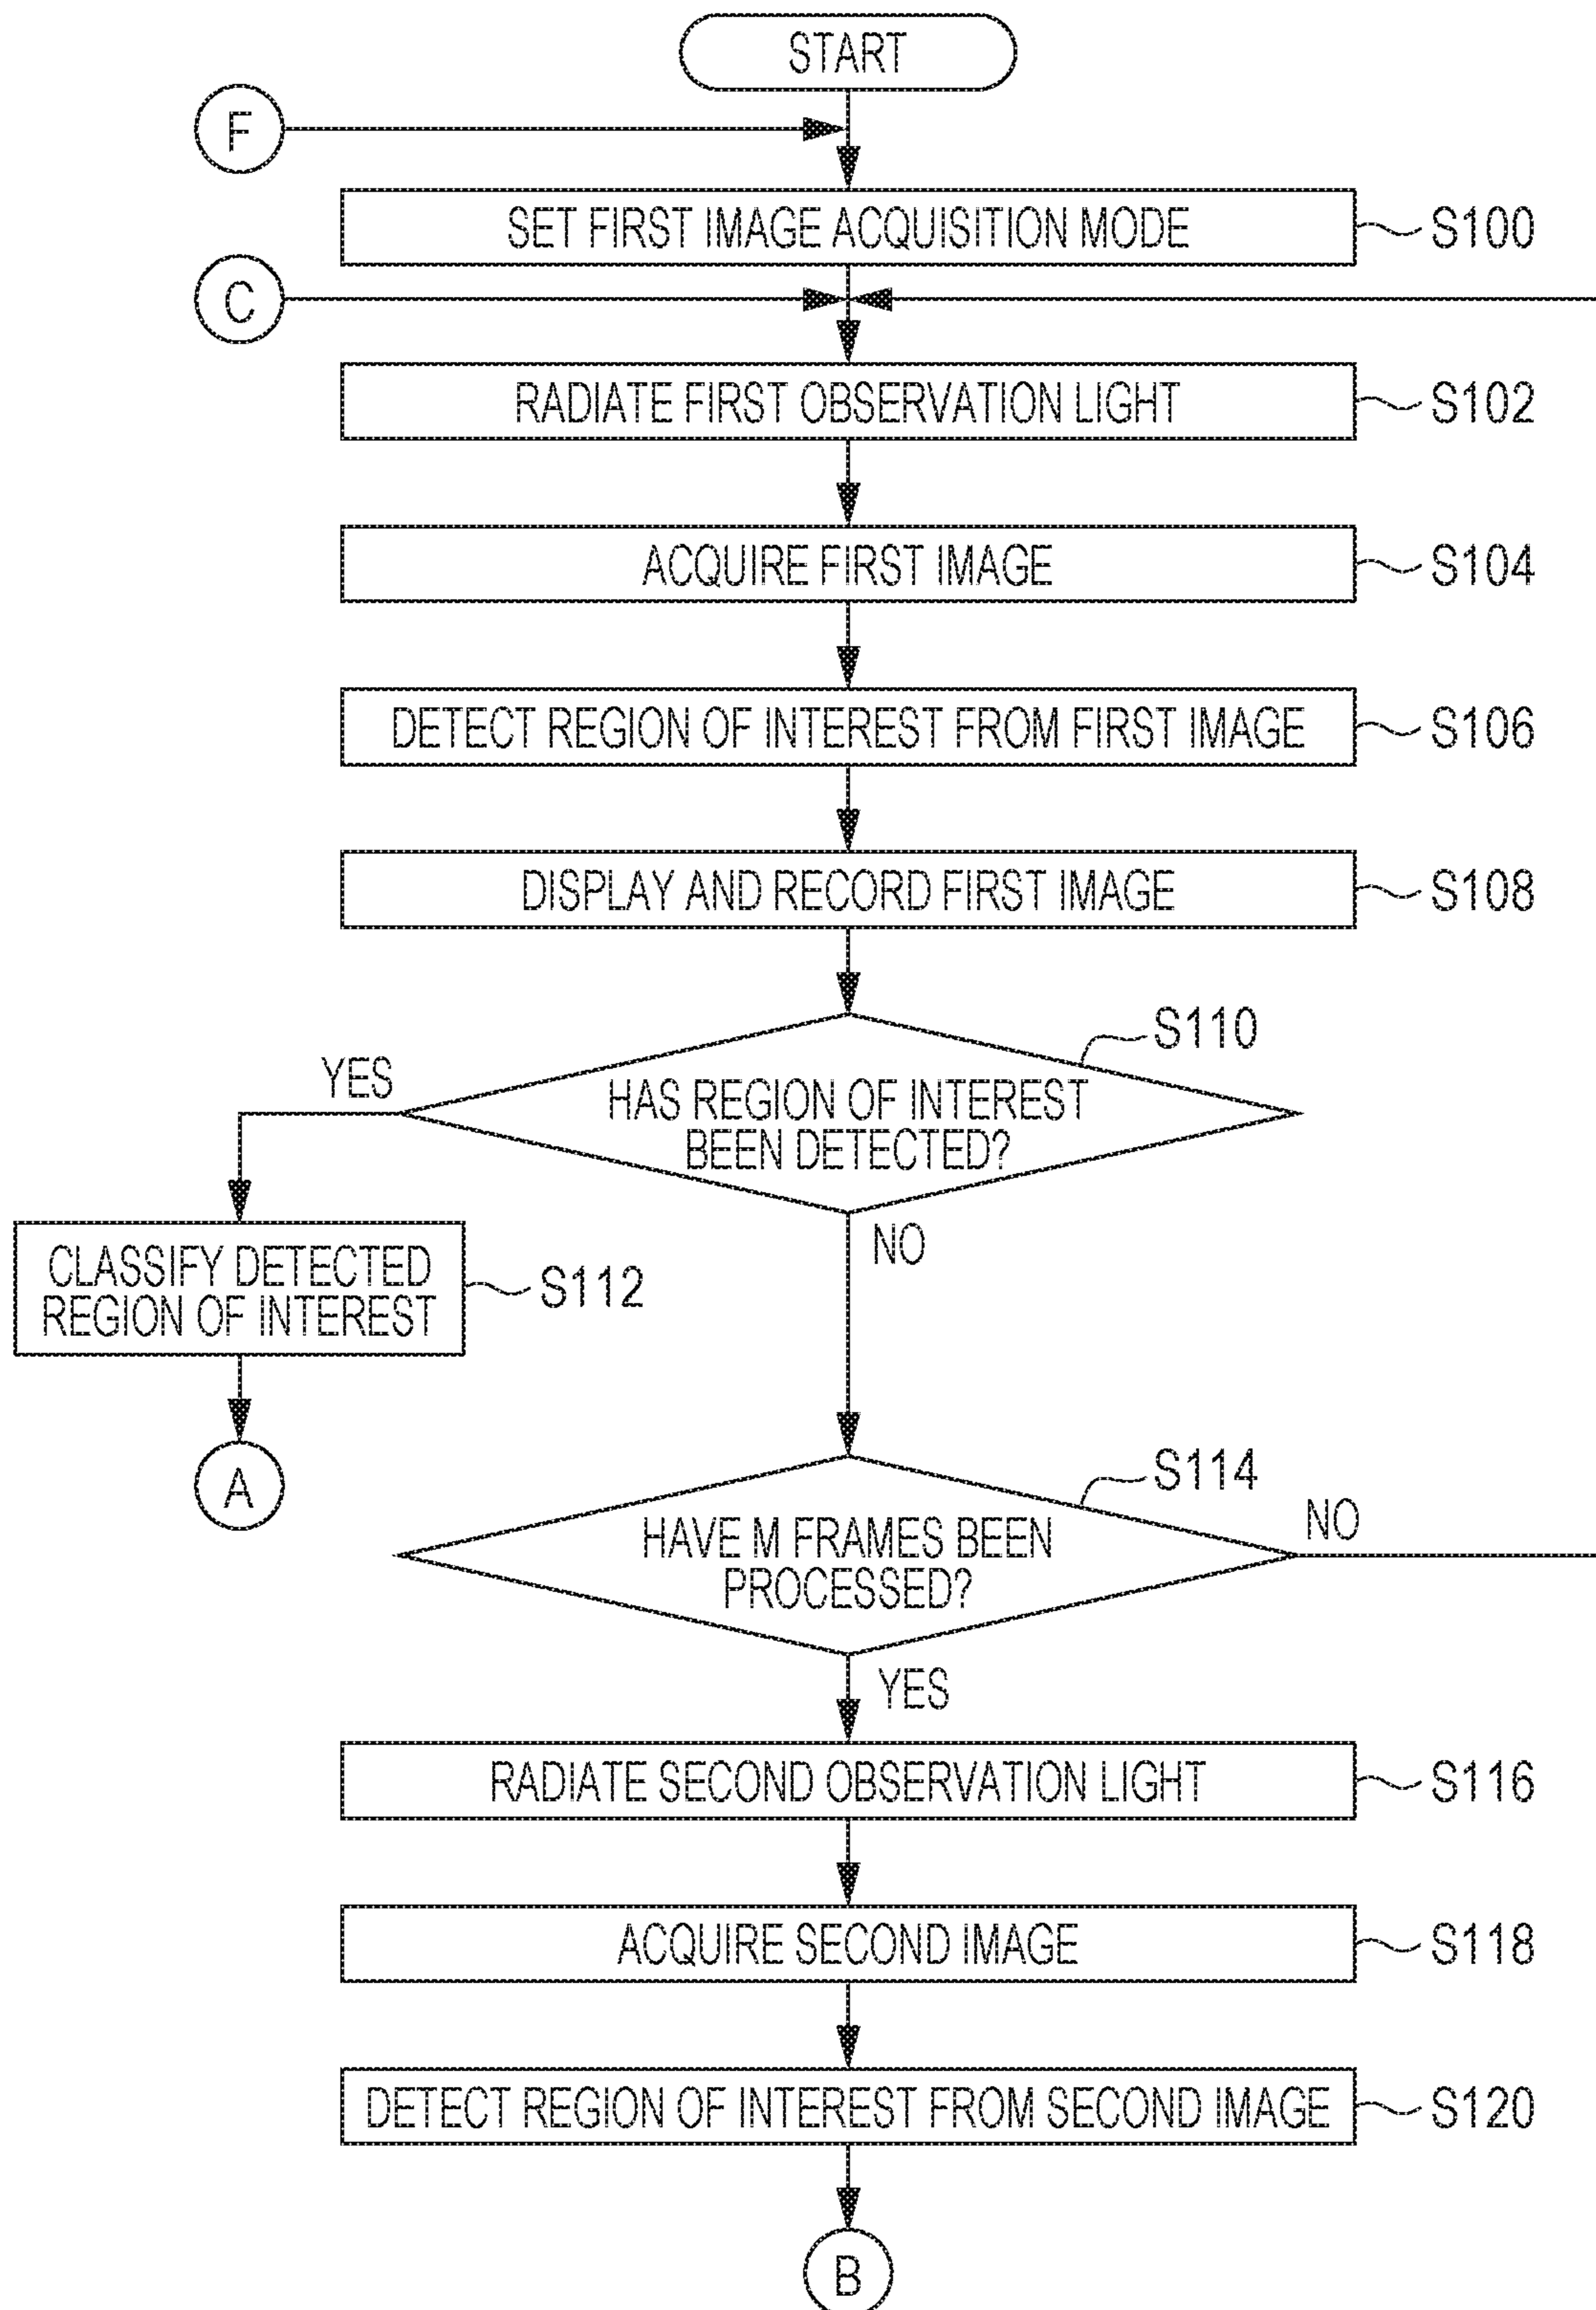 START
F
SET FIRST IMAGE ACQUISITION MODE
S100
C
RADIATE FIRST OBSERVATION LIGHT
S102
ACQUIRE FIRST IMAGE
S104
DETECT REGION OF INTEREST FROM FIRST IMAGE
S106
DISPLAY AND RECORD FIRST IMAGE
S108
S110
YES
HAS REGION OF INTEREST
BEEN DETECTED?
NO
CLASSIFY DETECTED
REGION OF INTEREST
S112
A
S114
HAVE M FRAMES BEEN
PROCESSED?
NO
YES
RADIATE SECOND OBSERVATION LIGHT
S116
ACQUIRE SECOND IMAGE
S118
DETECT REGION OF INTEREST FROM SECOND IMAGE
S120
B